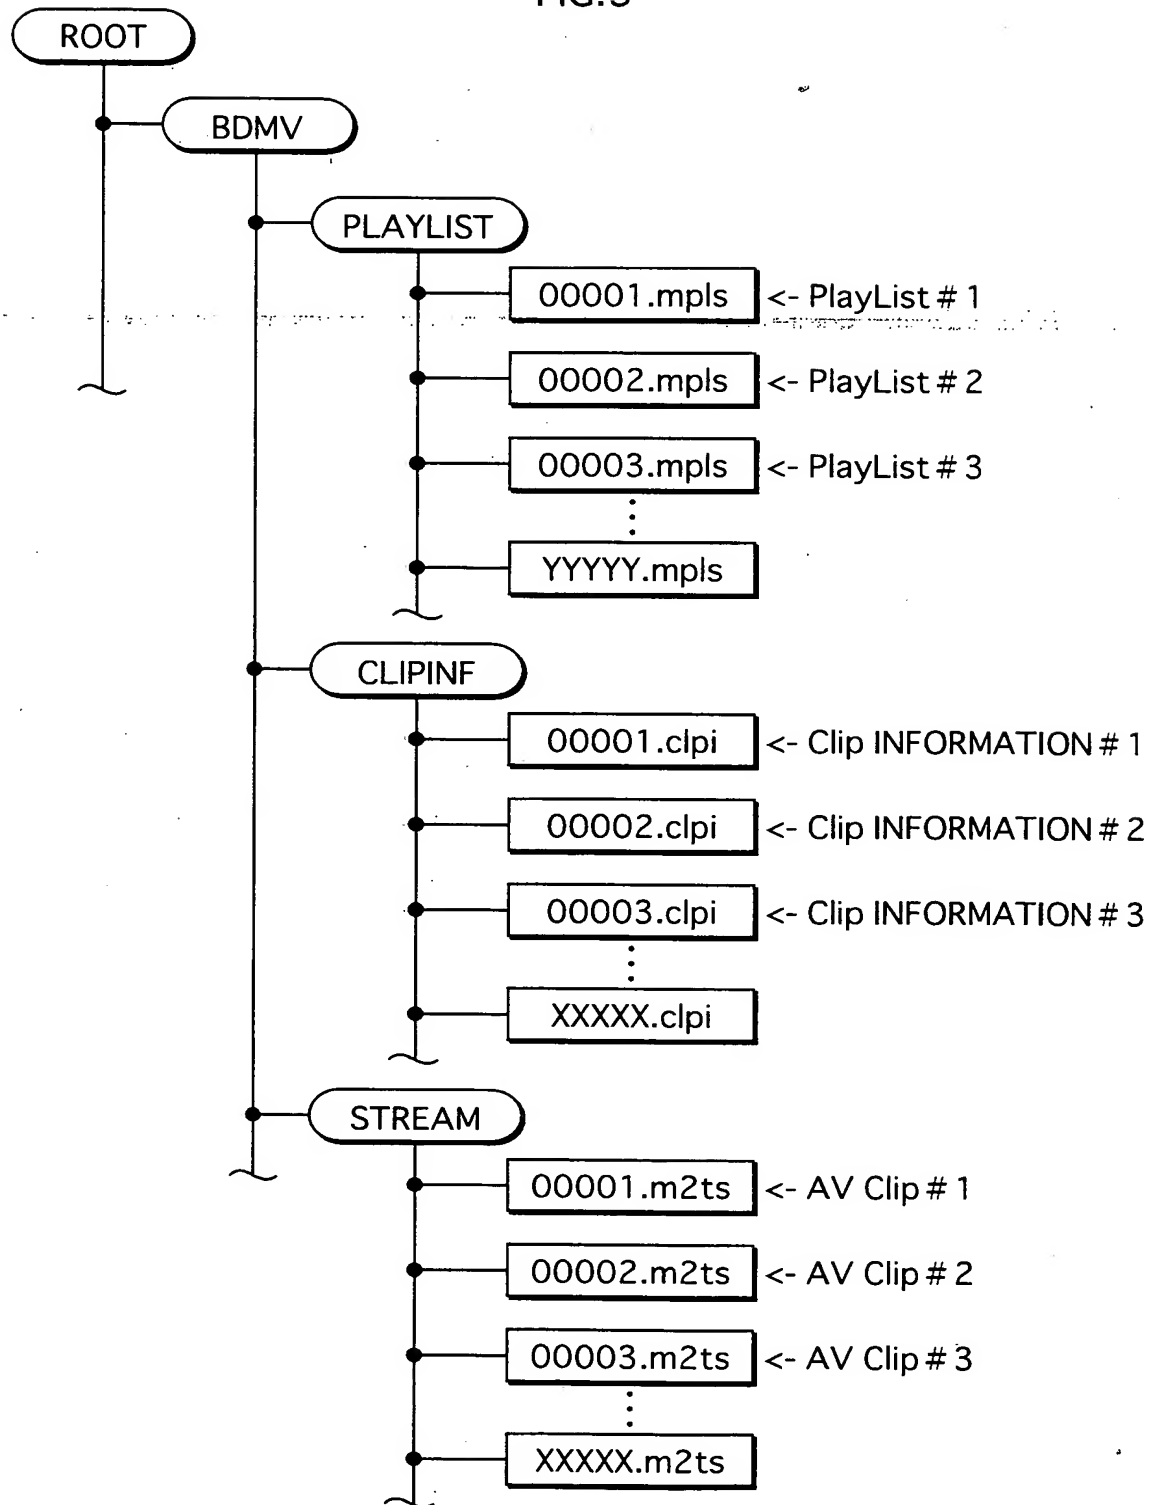 ROOT
BDMV
PLAYLIST
00001.mpls <- PlayList # 1
00002.mpls <- PlayList # 2
00003.mpls <- PlayList # 3
YYYYY.mpls
CLIPINF
00001.clpi <- Clip INFORMATION # 1
00002.clpi <- Clip INFORMATION # 2
00003.clpi <- Clip INFORMATION # 3
XXXXX.clpi
STREAM
00001.m2ts <- AV Clip # 1
00002.m2ts <- AV Clip # 2
00003.m2ts <- AV Clip # 3
XXXXX.m2ts